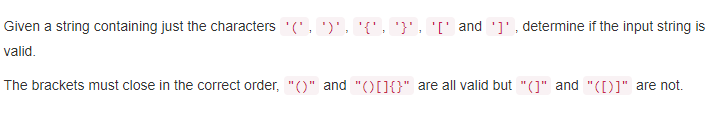 Given a string containing just the characters '(', ')', '{', '}', '[' and ']', determine if the input string is
valid.
The brackets must close in the correct order, "()" and "()[]{}" are all valid but "(]" and "([)]" are not.